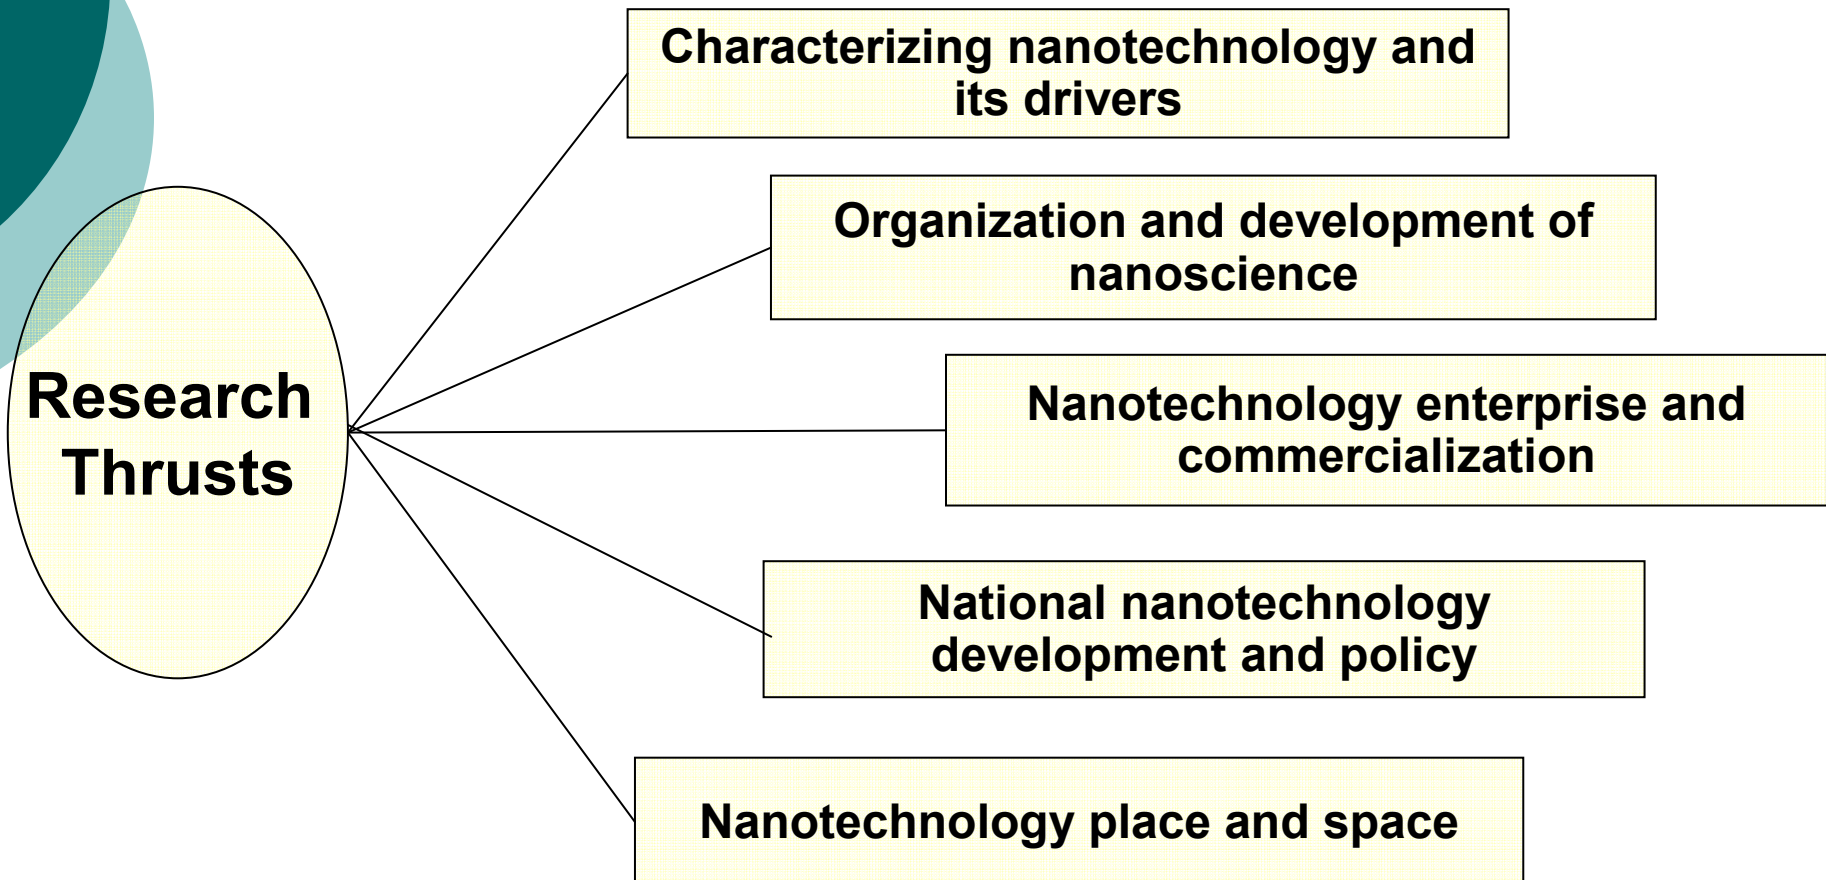 Characterizing nanotechnology and
its drivers
Organization and development of
nanoscience
Research
Thrusts
Nanotechnology enterprise and
commercialization
National nanotechnology
development and policy
Nanotechnology place and space